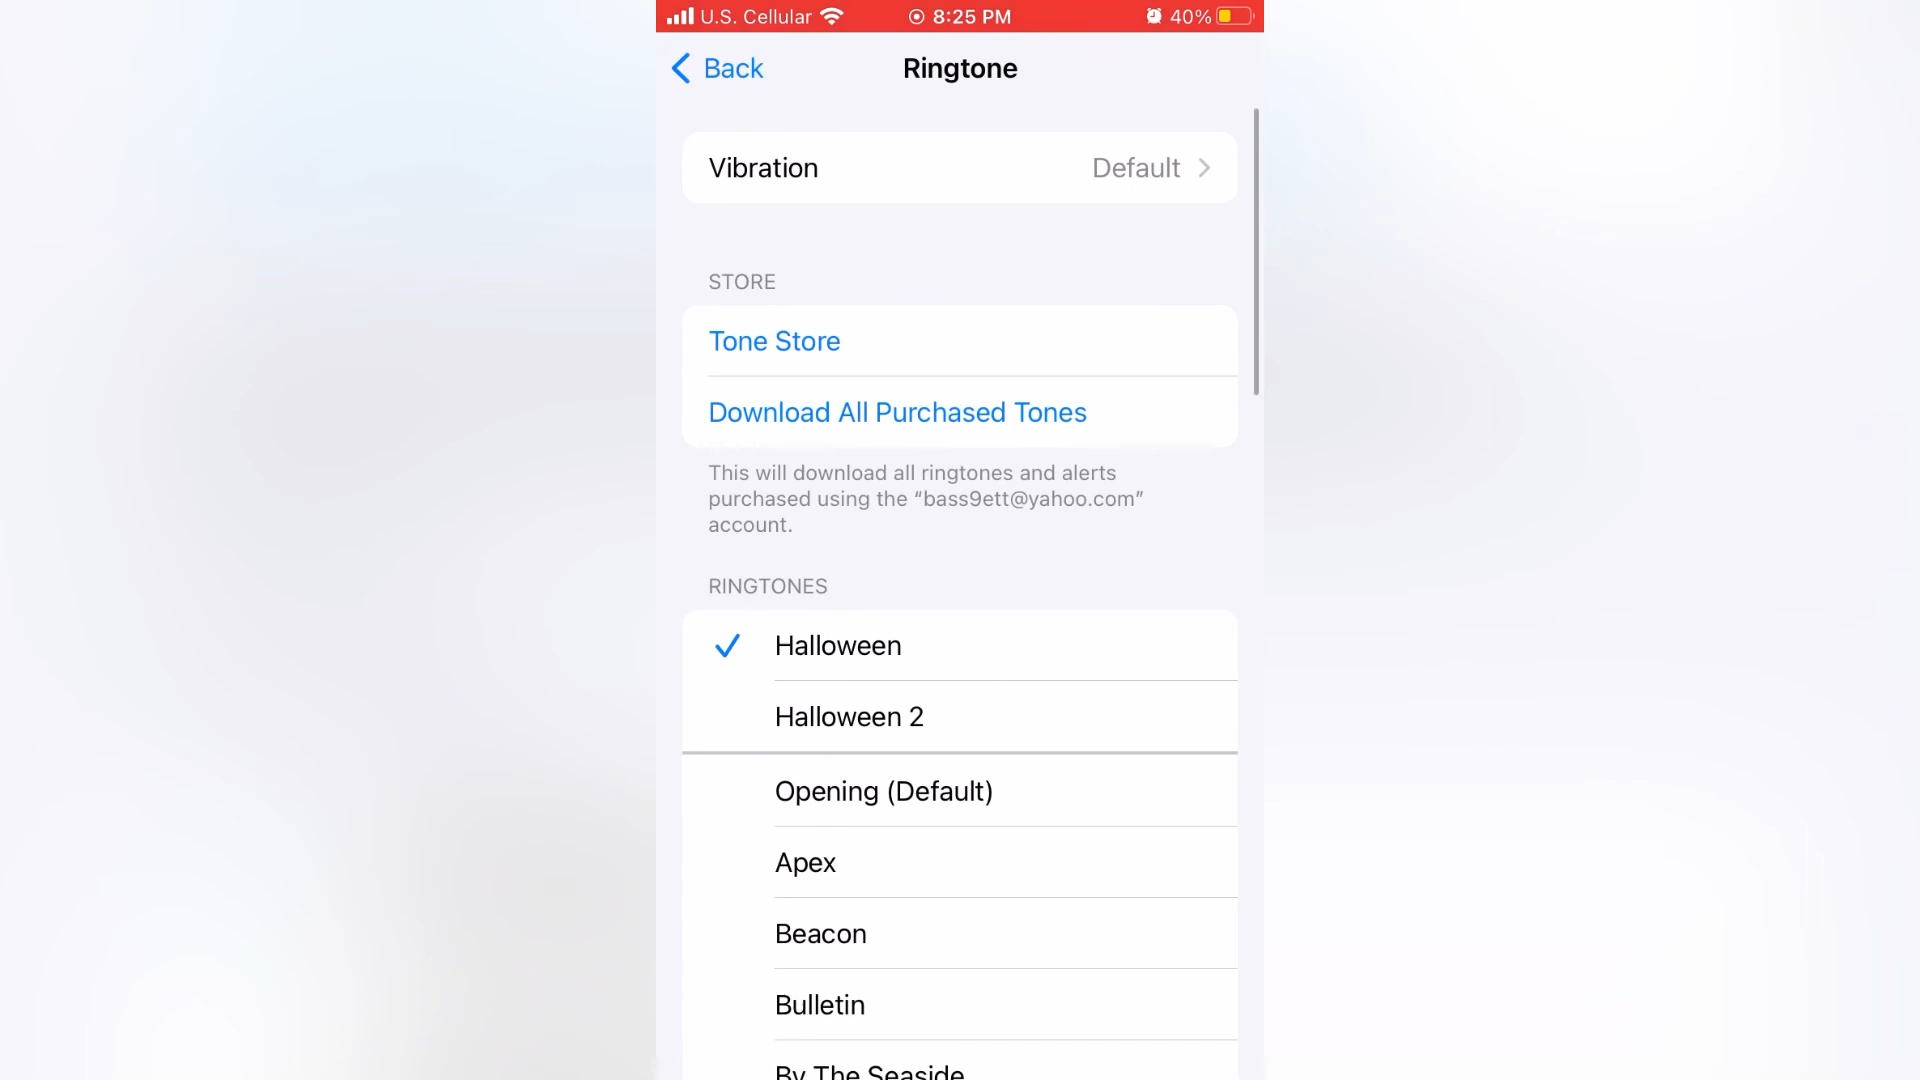 U.S. Cellular 8:25 PM 40%
Back Ringtone
Vibration Default
STORE
Tone Store
Download All Purchased Tones
This will download all ringtones and alerts
purchased using the “bass9ett@yahoo.com”
account.
RINGTONES
Halloween
Halloween 2
Opening (Default)
Apex
Beacon
Bulletin
By The Seaside